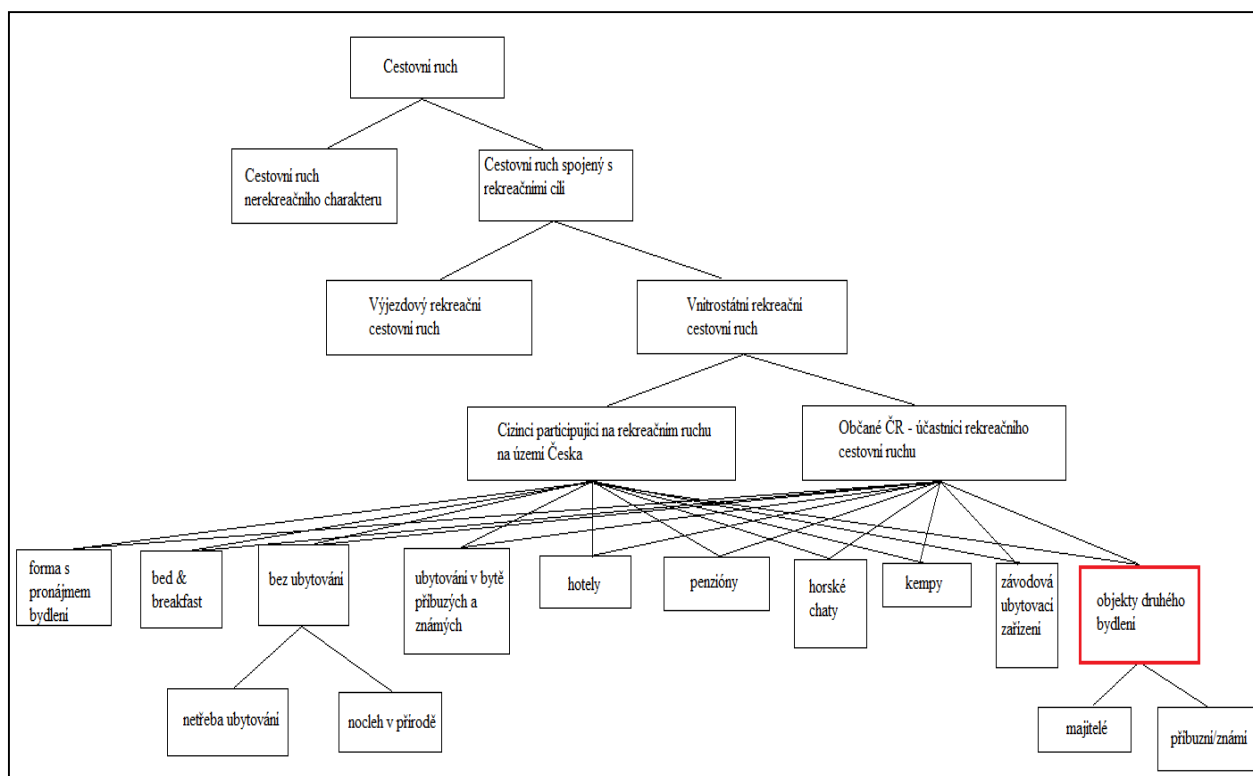 Cestovní ruch
Cestovní ruch
nerekreačního charakteru
Cestovní ruch spojený s
rekreačními cíli
Výjezdový rekreační
cestovní ruch
Vnitrostátní rekreační
cestovní ruch
Cizinci participující na rekreačním ruchu
na území Česka
Občané ČR - účastníci rekreačního
cestovní ruchu
forma s
pronájmem
bydlení
bed &
breakfast
bez ubytování
ubytování v bytě
příbuzých a
známých
hotely
penzióny
horské
chaty
kempy
závodová
ubytovací
zařízení
objekty druhého
bydlení
netřeba ubytování
nocleh v přírodě
majitelé
příbuzní/známí